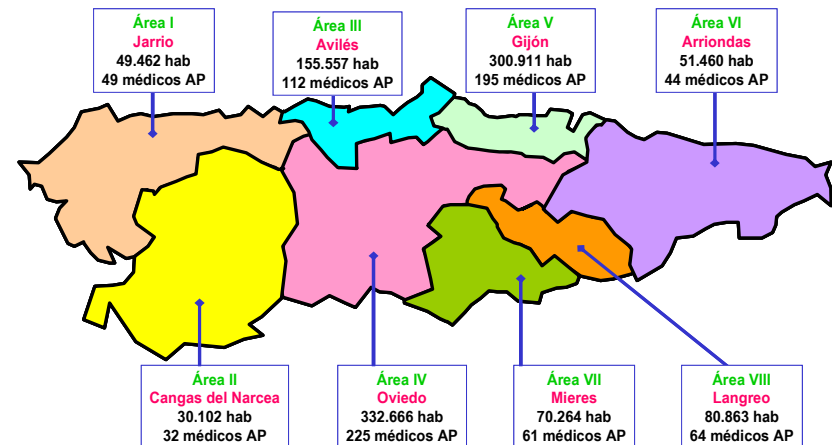 Área I
Jarrio
49.462 hab
49 médicos AP
Área III
Avilés
155.557 hab
112 médicos AP
Área V
Gijón
300.911 hab
195 médicos AP
Área VI
Arriondas
51.460 hab
44 médicos AP
Área II
Cangas del Narcea
30.102 hab
32 médicos AP
Área IV
Oviedo
332.666 hab
225 médicos AP
Área VII
Mieres
70.264 hab
61 médicos AP
Área VIII
Langreo
80.863 hab
64 médicos AP